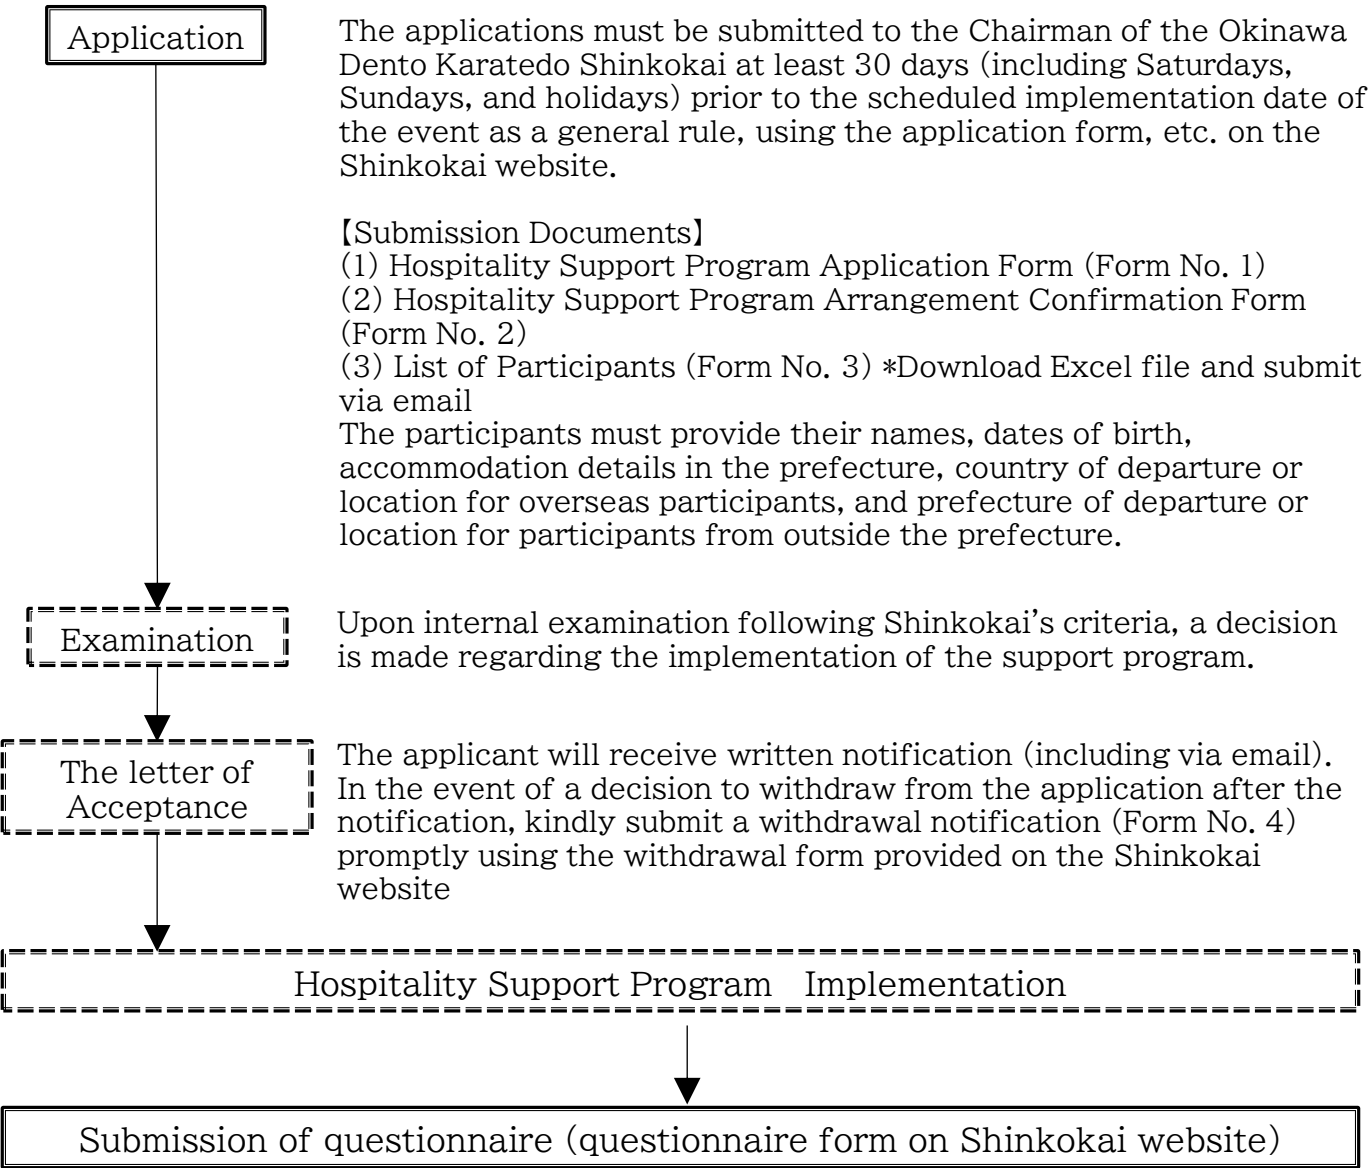 Application
The applications must be submitted to the Chairman of the Okinawa
Dento Karatedo Shinkokai at least 30 days (including Saturdays,
Sundays, and holidays) prior to the scheduled implementation date of
the event as a general rule, using the application form, etc. on the
Shinkokai website.
【Submission Documents】
(1) Hospitality Support Program Application Form (Form No. 1)
(2) Hospitality Support Program Arrangement Confirmation Form
(Form No. 2)
(3) List of Participants (Form No. 3) *Download Excel file and submit
via email
The participants must provide their names, dates of birth,
accommodation details in the prefecture, country of departure or
location for overseas participants, and prefecture of departure or
location for participants from outside the prefecture.
Examination
Upon internal examination following Shinkokai’s criteria, a decision
is made regarding the implementation of the support program.
The letter of
Acceptance
The applicant will receive written notification (including via email).
In the event of a decision to withdraw from the application after the
notification, kindly submit a withdrawal notification (Form No. 4)
promptly using the withdrawal form provided on the Shinkokai
website
Hospitality Support Program Implementation
Submission of questionnaire (questionnaire form on Shinkokai website)